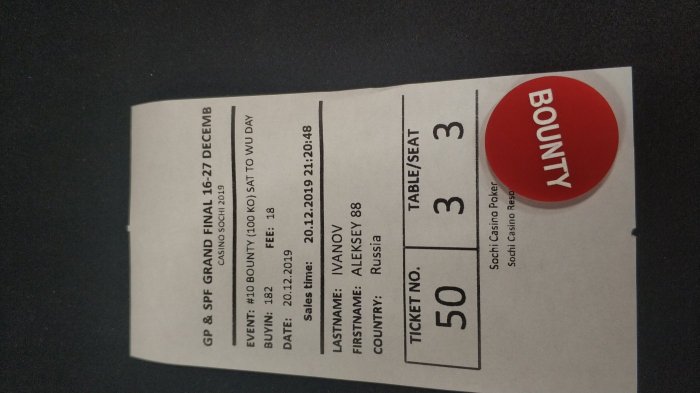 GP & SPF GRAND FINAL 16-27 DECEMB
CASINO SOCHI 2019
EVENT: #10 BOUNTY (100 KO) SAT TO WU DAY
BUYIN: 182 FEE: 18
DATE: 20.12.2019
Sales time: 20.12.2019 21:20:48
LASTNAME: IVANOV
FIRSTNAME: ALEKSEY 88
COUNTRY: Russia
TICKET NO. TABLE/SEAT
50 3 3
Sochi Casino Poker
Sochi Casino Reso
BOUNTY